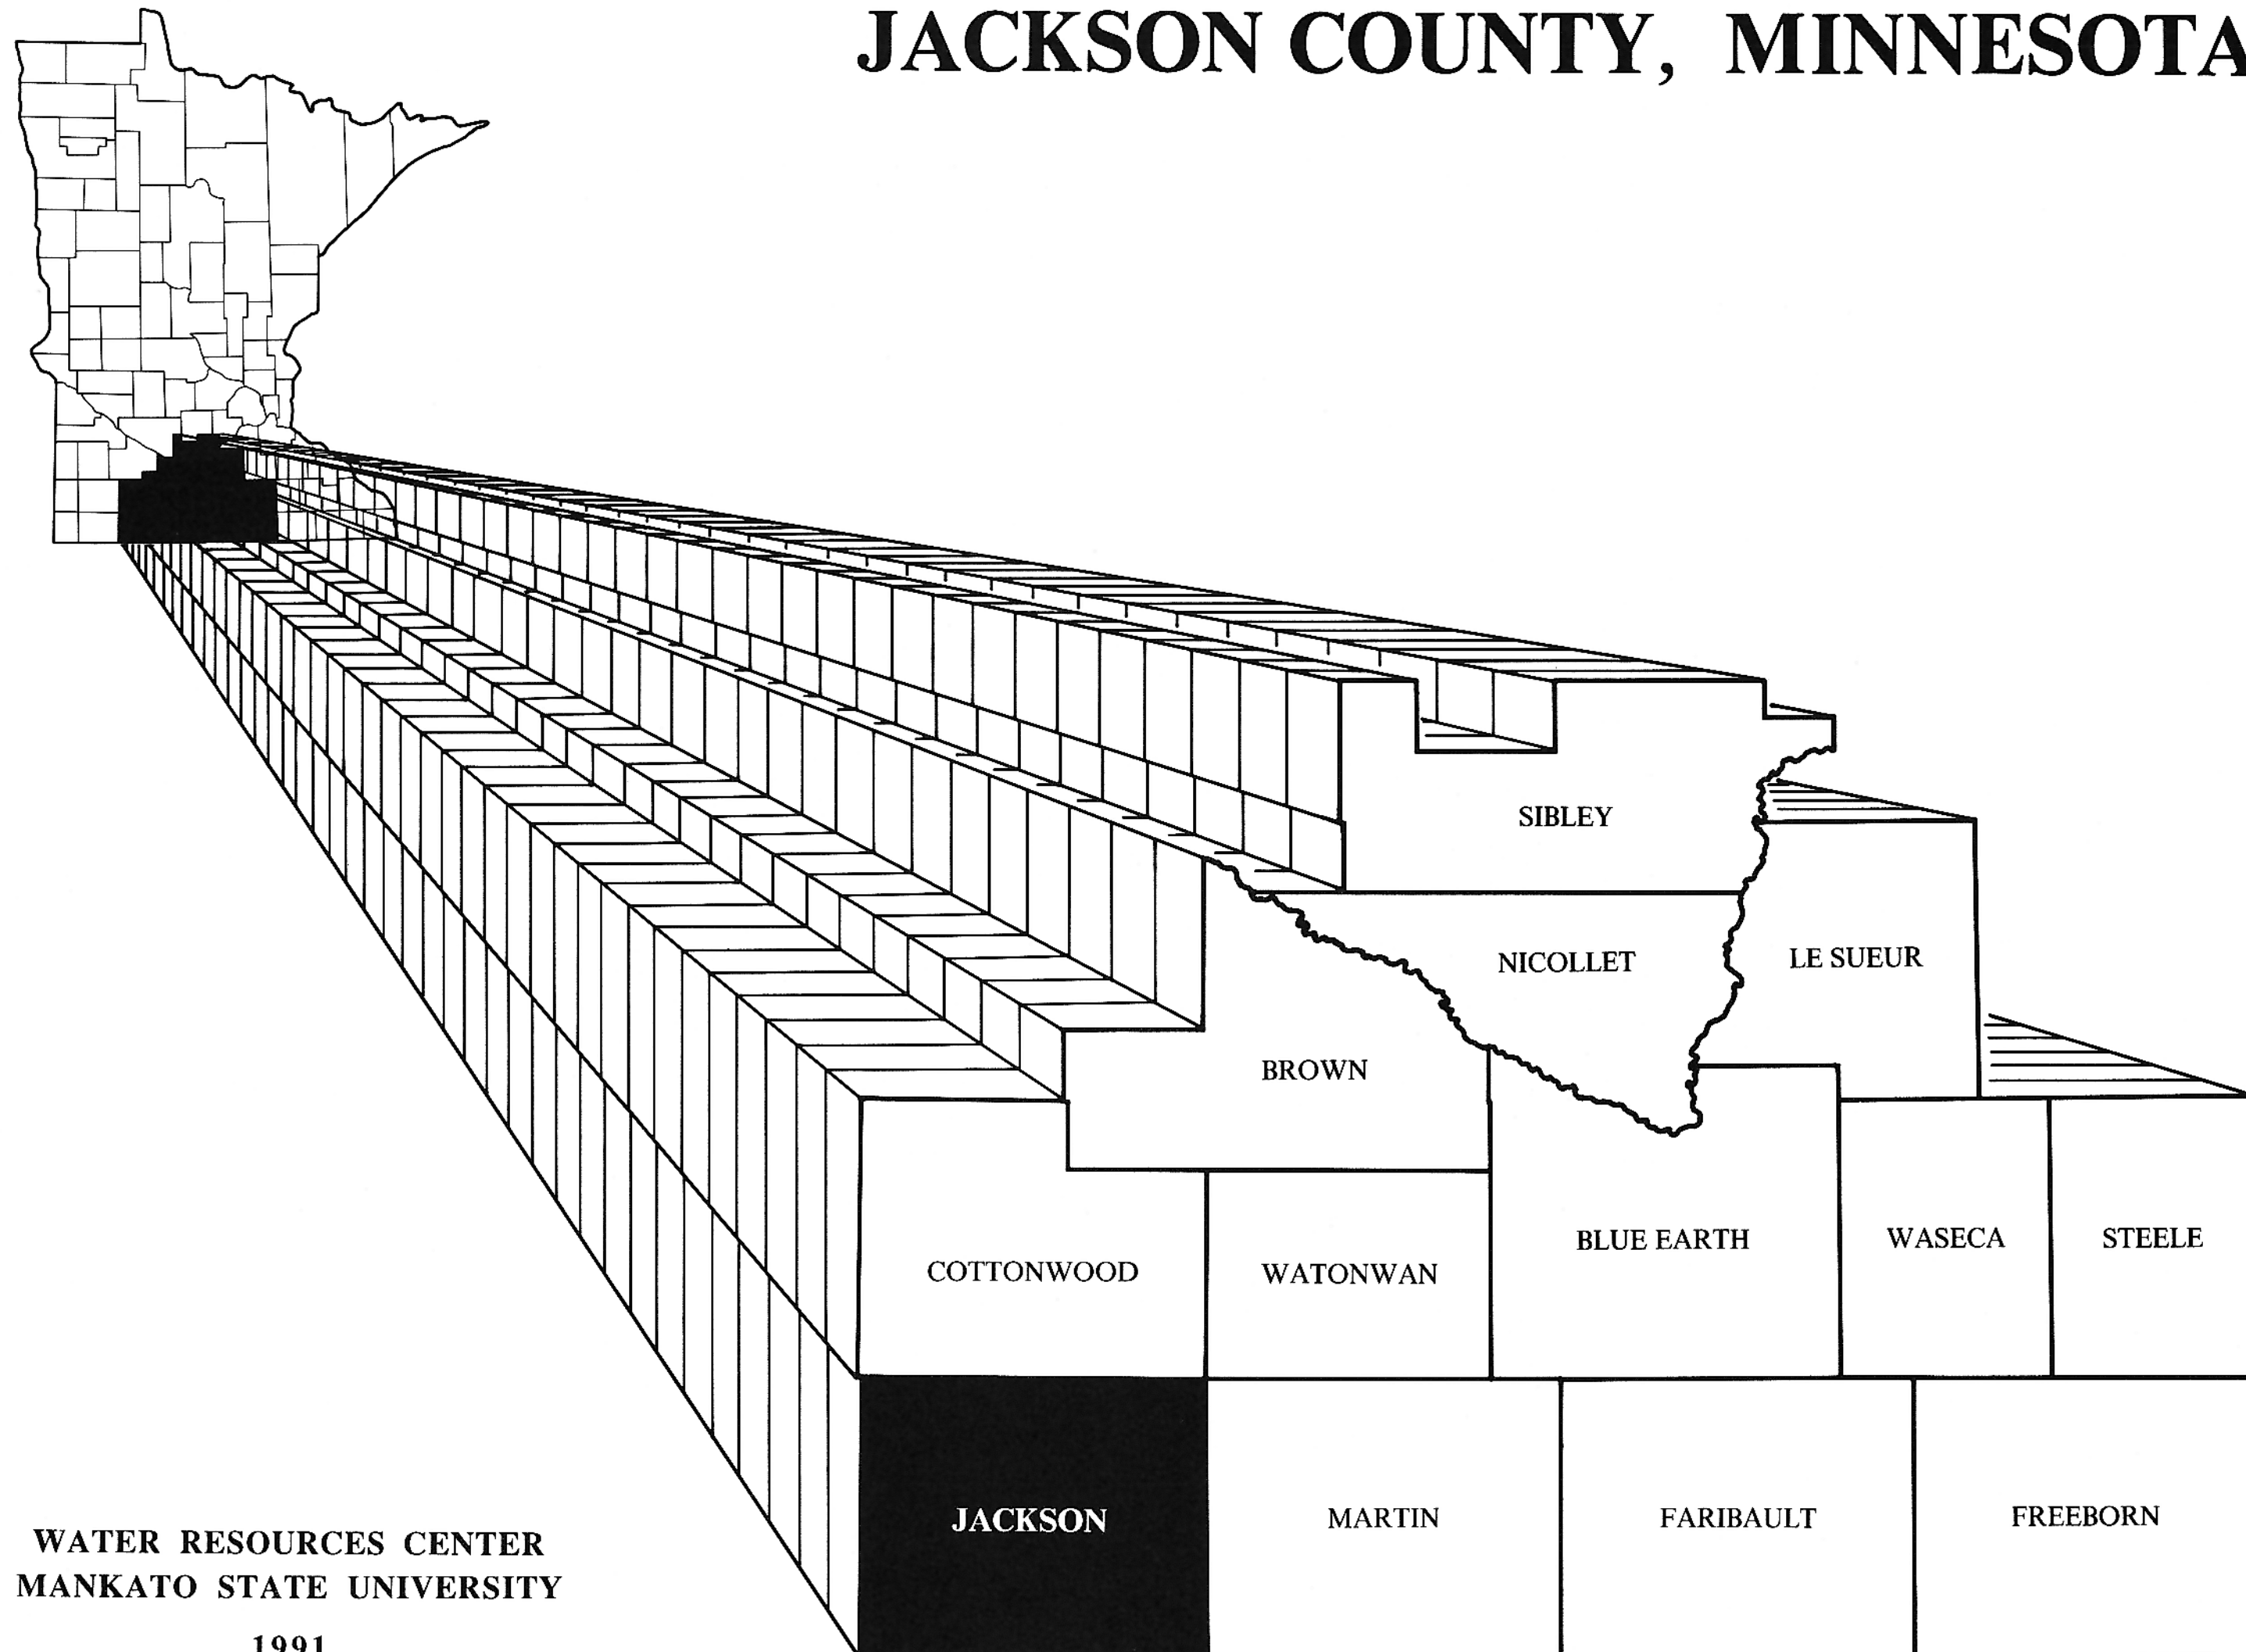 JACKSON COUNTY, MINNESOTA
SIBLEY
NICOLLET
LE SUEUR
BROWN
BLUE EARTH
WASECA
STEELE
COTTONWOOD
WATONWAN
JACKSON
MARTIN
FARIBAULT
FREEBORN
WATER RESOURCES CENTER
MANKATO STATE UNIVERSITY
1991